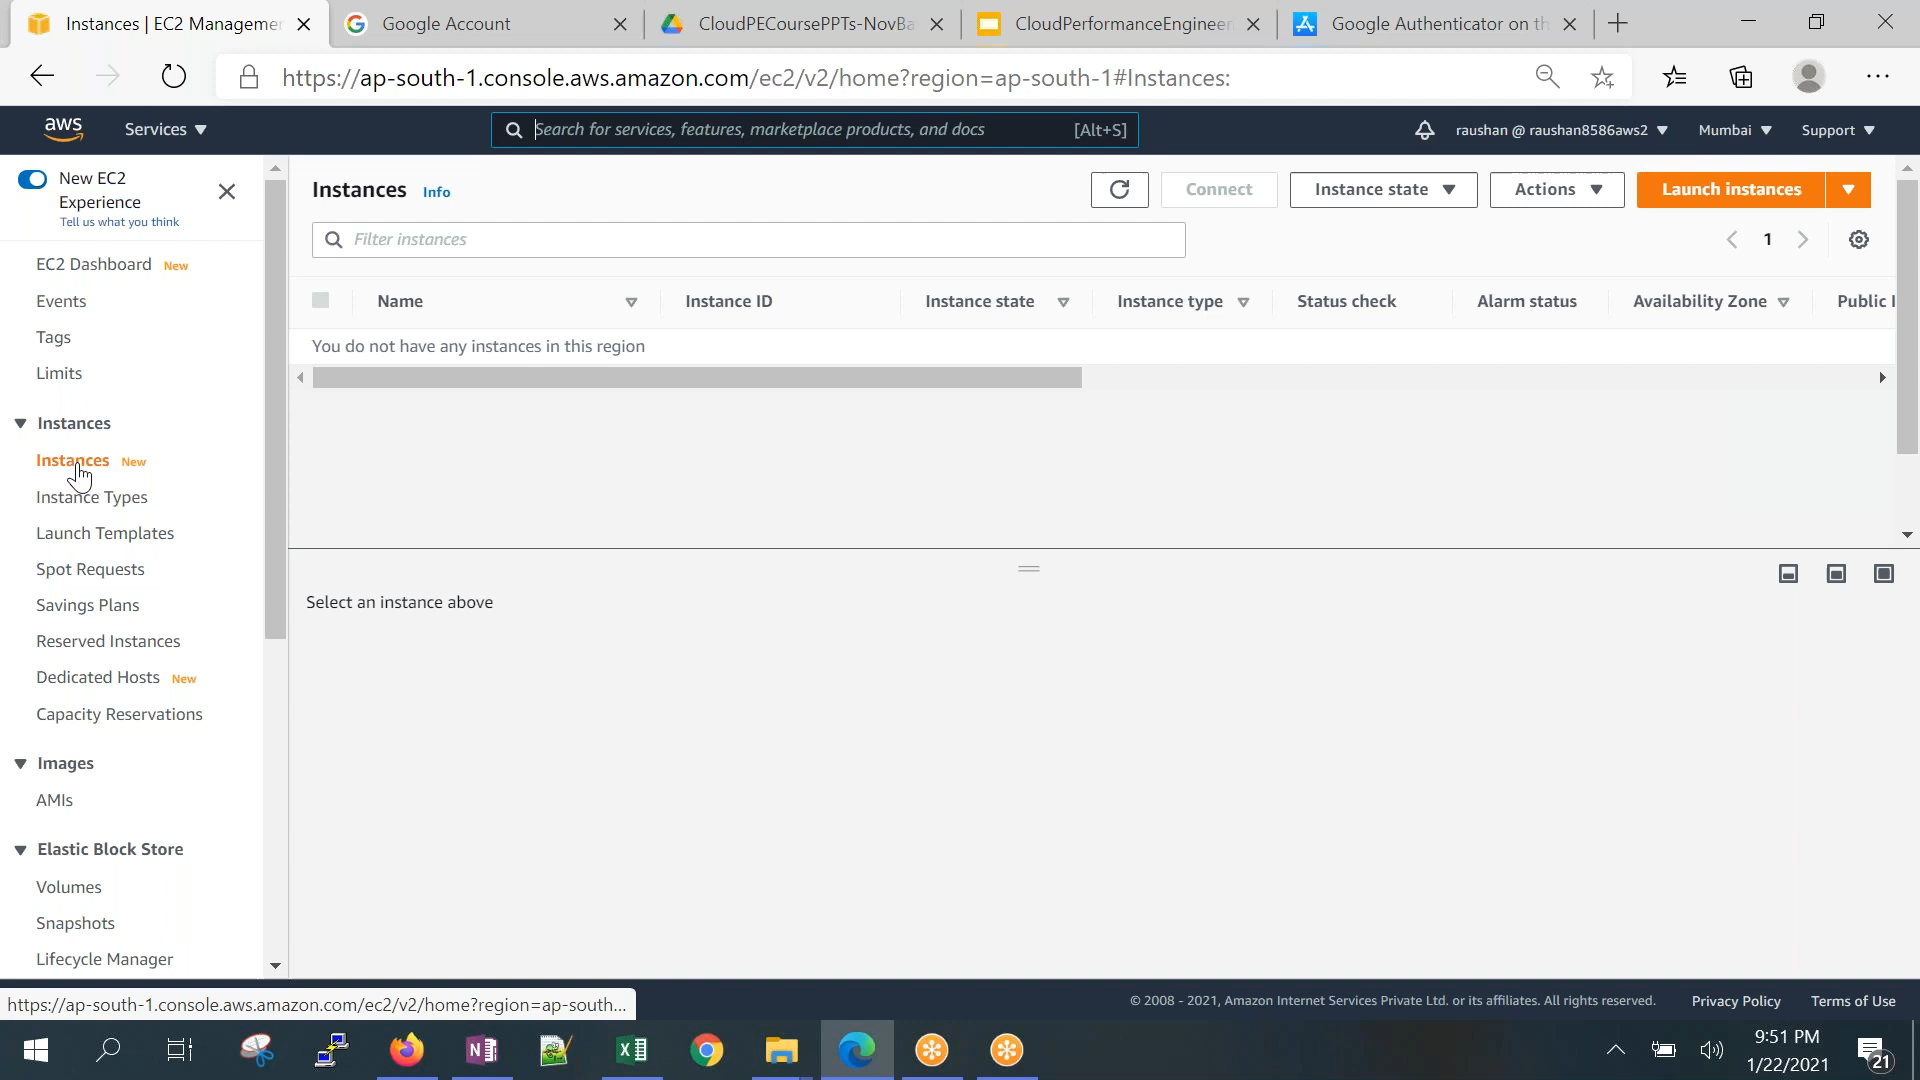 Instances | EC2 Managemen
Google Account
CloudPECoursePPTs-NovBa
CloudPerformanceEngineer
Google Authenticator on th
https://ap-south-1.console.aws.amazon.com/ec2/v2/home?region=ap-south-1#Instances:
aws
Services
Search for services, features, marketplace products, and docs
[Alt+S]
raushan @ raushan8586aws2
Mumbai
Support
New EC2
Experience
Tell us what you think
EC2 Dashboard New
Events
Tags
Limits
Instances
Instances New
Instance Types
Launch Templates
Spot Requests
Savings Plans
Reserved Instances
Dedicated Hosts New
Capacity Reservations
Images
AMIs
Elastic Block Store
Volumes
Snapshots
Lifecycle Manager
Instances Info
Connect
Instance state
Actions
Launch instances
Filter instances
1
Name
Instance ID
Instance state
Instance type
Status check
Alarm status
Availability Zone
Public I
You do not have any instances in this region
Select an instance above
https://ap-south-1.console.aws.amazon.com/ec2/v2/home?region=ap-south...
© 2008 - 2021, Amazon Internet Services Private Ltd. or its affiliates. All rights reserved.
Privacy Policy
Terms of Use
9:51 PM
1/22/2021
21